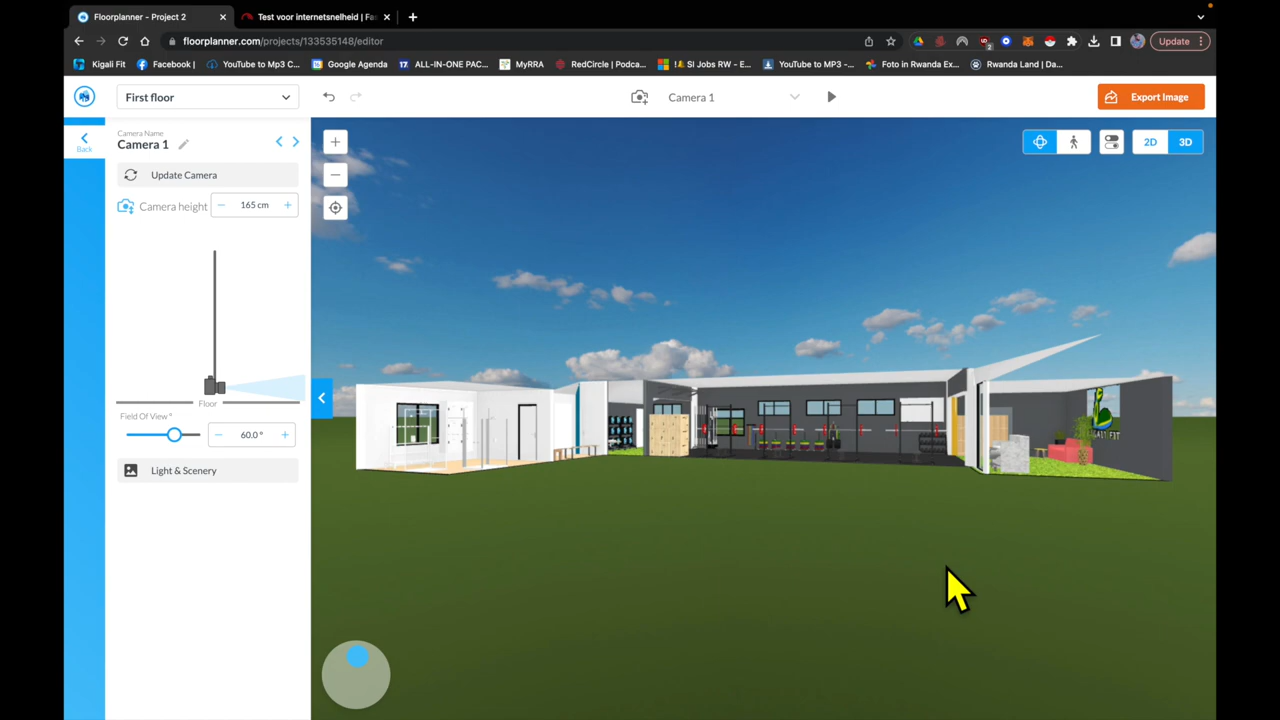 Floorplanner - Project 2
Test voor internetsnelheid | Fas
floorplanner.com/projects/133535148/editor
Update
Kigali Fit
Facebook |
YouTube to Mp3 C...
16
Google Agenda
17
ALL-IN-ONE PAC...
MyRRA
RedCircle | Podca...
SI Jobs RW - E...
YouTube to MP3 -...
Foto in Rwanda Ex...
Rwanda Land | Da...
First floor
Camera 1
Export Image
Back
Camera Name
Camera 1
2D
3D
Update Camera
Camera height
165 cm
Floor
Field Of View °
60.0 °
Light & Scenery
KIGALI FIT